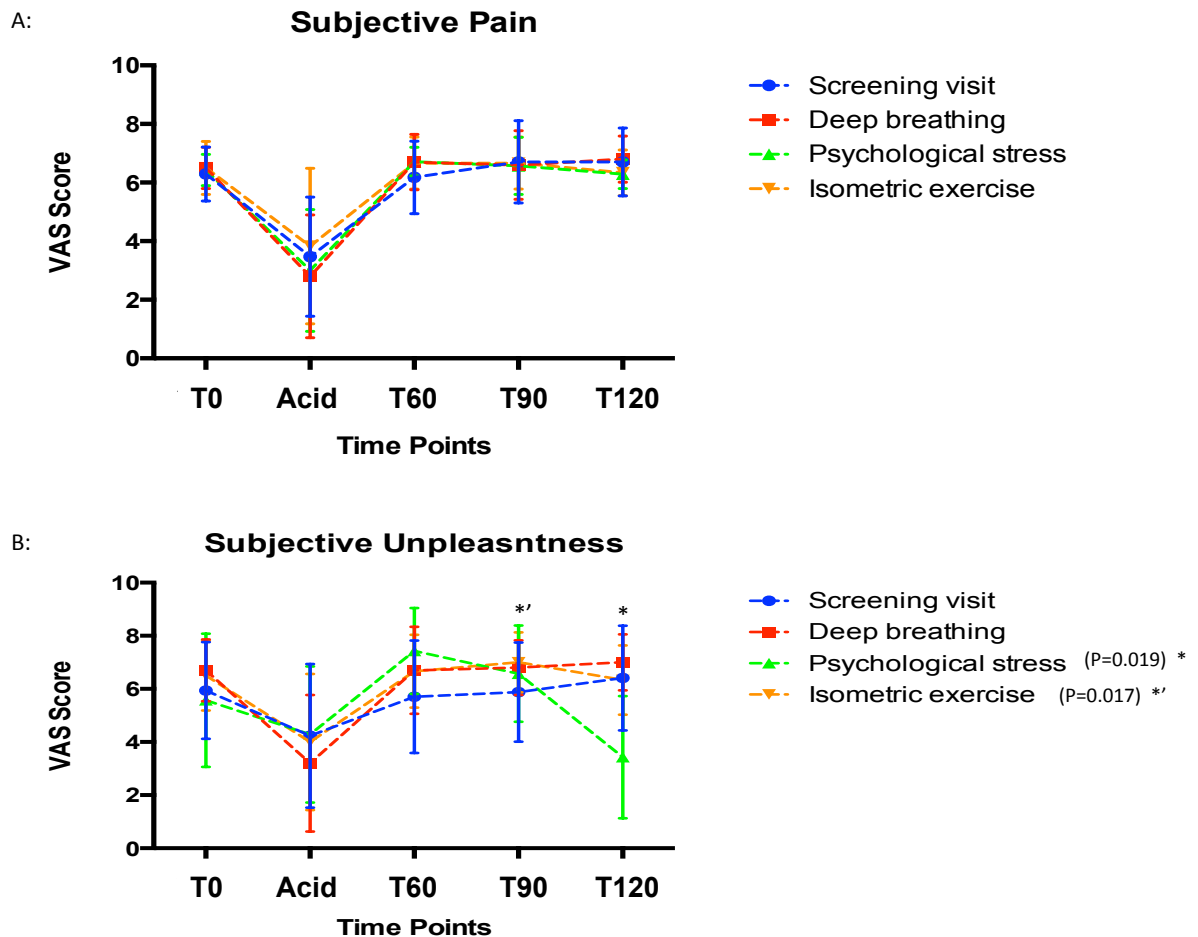 A:
Subjective Pain
10
8
6
4
2
0
VAS Score
T0 Acid T60 T90 T120
Time Points
Screening visit
Deep breathing
Psychological stress
Isometric exercise
B:
Subjective Unpleasntness
10
8
6
4
2
0
VAS Score
*’ *
T0 Acid T60 T90 T120
Time Points
Screening visit
Deep breathing
Psychological stress (P=0.019) *
Isometric exercise (P=0.017) *’